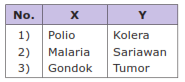 No. X Y
1) Polio Kolera
2) Malaria Sariawan
3) Gondok Tumor